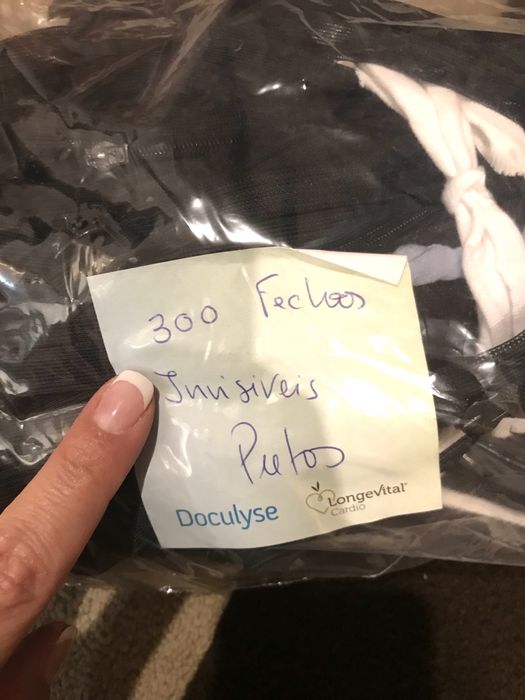 300 Fechos
Invisiveis
Pretos
Doculyse
LongeVital
Cardio